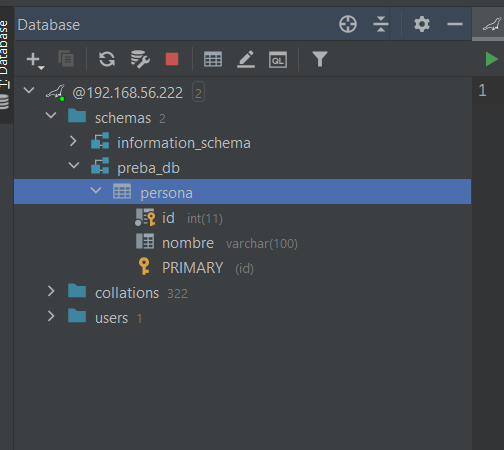 Database
Database
QL
@192.168.56.222 2
schemas 2
information_schema
preba_db
persona
id int(11)
nombre varchar(100)
PRIMARY (id)
collations 322
users 1
1